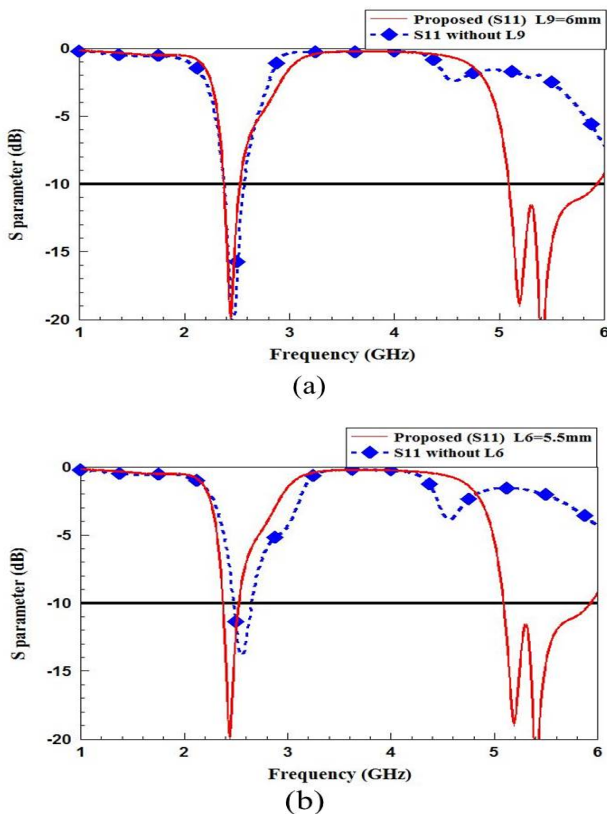 Proposed (S11) L9=6mm
S11 without L9
0
-5
-10
-15
-20
S parameter (dB)
1 2 3 4 5 6
Frequency (GHz)
(a)
Proposed (S11) L6=5.5mm
S11 without L6
0
-5
-10
-15
-20
S parameter (dB)
1 2 3 4 5 6
Frequency (GHz)
(b)